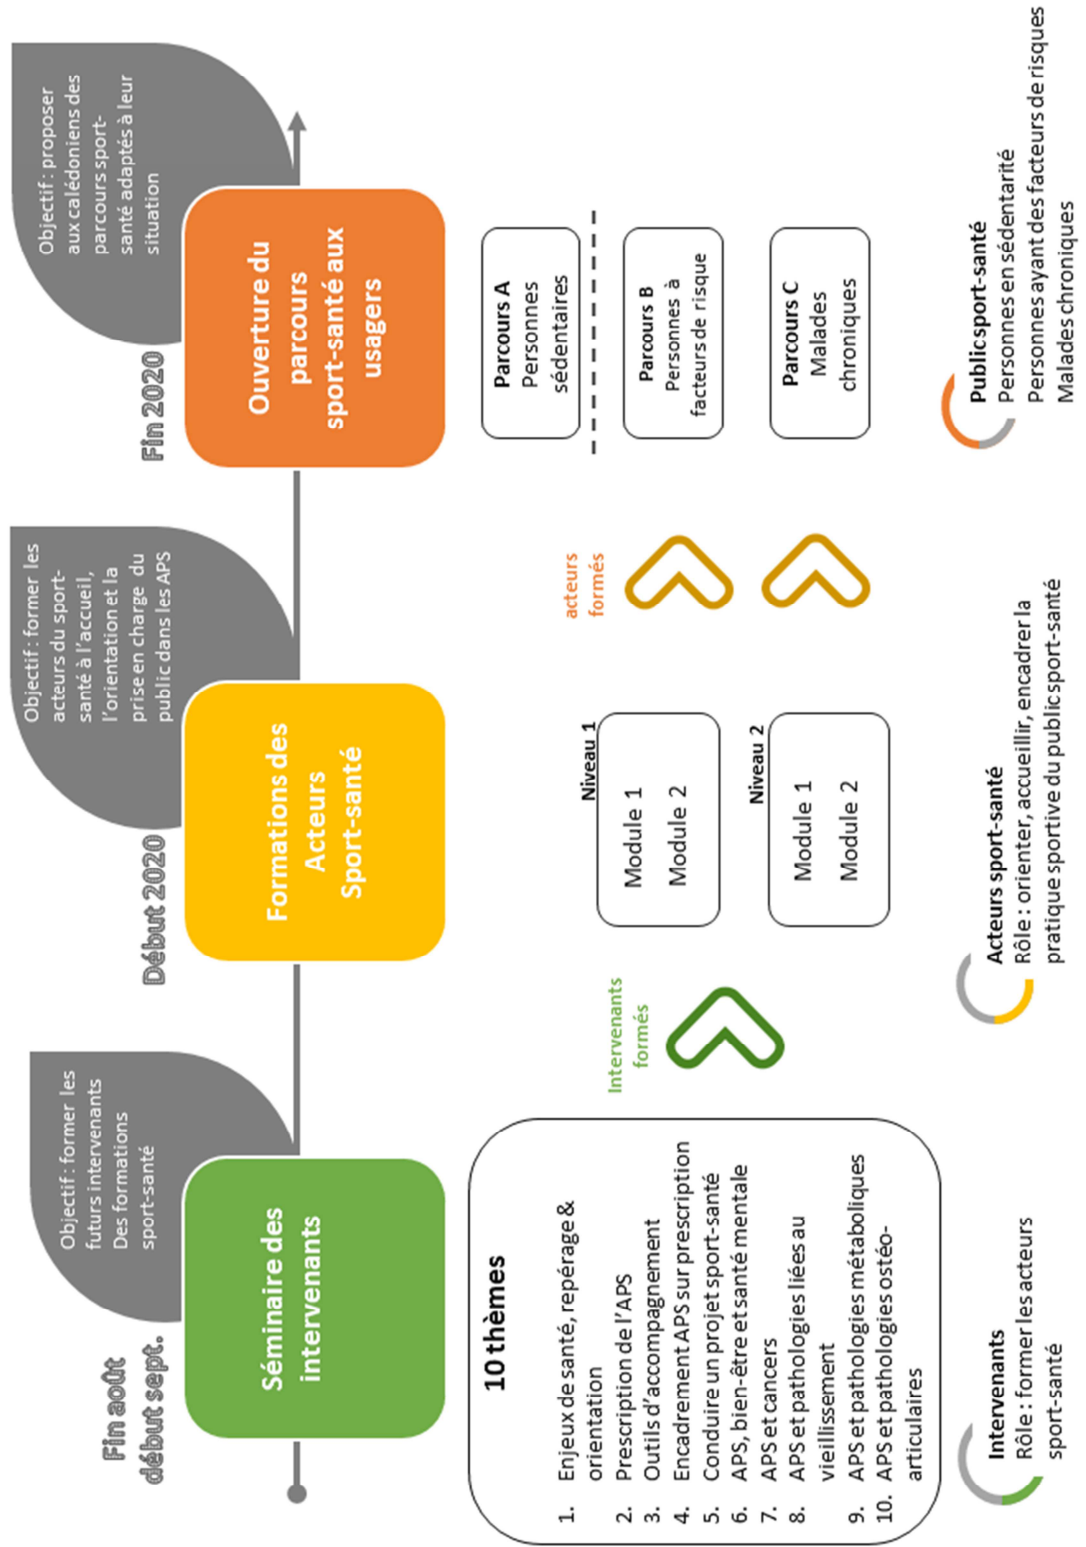 Fin août
début sept.
Objectif : former les
futurs intervenants
Des formations
sport-santé
Séminaire des
intervenants
Début 2020
Objectif : former les
acteurs du sport-
santé à l'accueil,
l'orientation et la
prise en charge du
public dans les APS
Formations des
Acteurs
Sport-santé
Fin 2020
Objectif : proposer
aux calédoniens des
parcours sport-
santé adaptés à leur
situation
Ouverture du
parcours
sport-santé aux
usagers
10 thèmes
1. Enjeux de santé, repérage &
orientation
2. Prescription de l'APS
3. Outils d'accompagnement
4. Encadrement APS sur prescription
5. Conduire un projet sport-santé
6. APS, bien-être et santé mentale
7. APS et cancers
8. APS et pathologies liées au
vieillissement
9. APS et pathologies métaboliques
10. APS et pathologies ostéo-
articulaires
Intervenants
formés
Niveau 1
Module 1
Module 2
Niveau 2
Module 1
Module 2
acteurs
formés
Parcours A
Personnes
sédentaires
Parcours B
Personnes à
facteurs de risque
Parcours C
Malades
chroniques
Intervenants
Rôle : former les acteurs
sport-santé
Acteurs sport-santé
Rôle : orienter, accueillir, encadrer la
pratique sportive du public sport-santé
Public sport-santé
Personnes en sédentarité
Personnes ayant des facteurs de risques
Malades chroniques